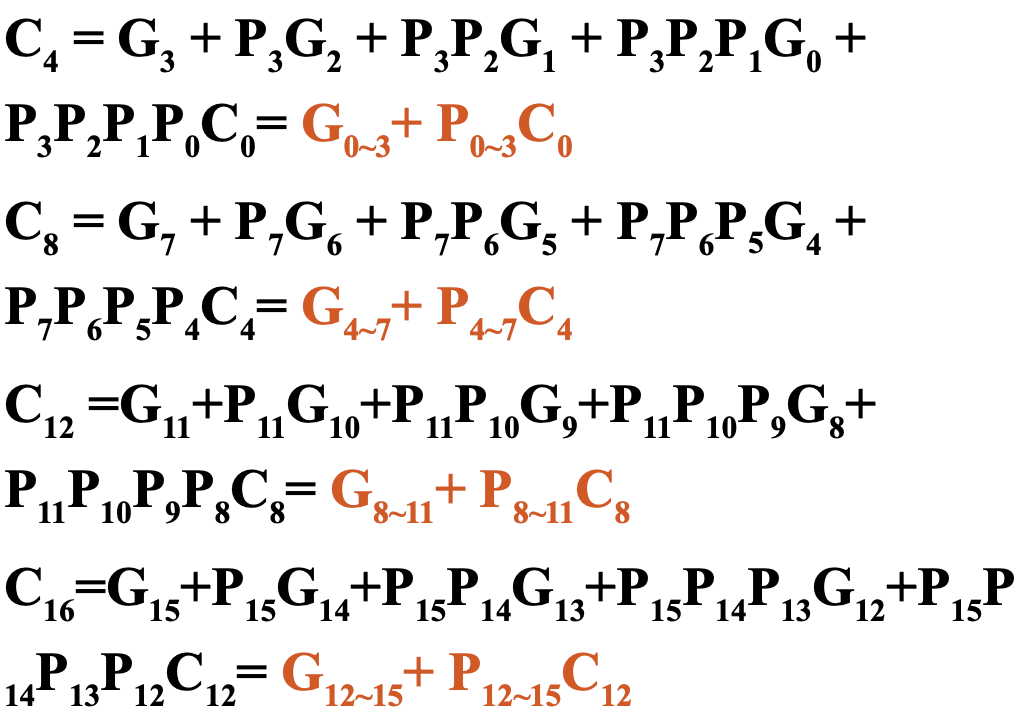 C₄ = G₃ + P₃G₂ + P₃P₂G₁ + P₃P₂P₁G₀ +
P₃P₂P₁P₀C₀= G₀~₃+ P₀~₃C₀
C₈ = G₇ + P₇G₆ + P₇P₆G₅ + P₇P₆P₅G₄ +
P₇P₆P₅P₄C₄= G₄~₇+ P₄~₇C₄
C₁₂ =G₁₁+P₁₁G₁₀+P₁₁P₁₀G₉+P₁₁P₁₀P₉G₈+
P₁₁P₁₀P₉P₈C₈= G₈~₁₁+ P₈~₁₁C₈
C₁₆=G₁₅+P₁₅G₁₄+P₁₅P₁₄G₁₃+P₁₅P₁₄P₁₃G₁₂+P₁₅P
₁₄P₁₃P₁₂C₁₂= G₁₂~₁₅+ P₁₂~₁₅C₁₂